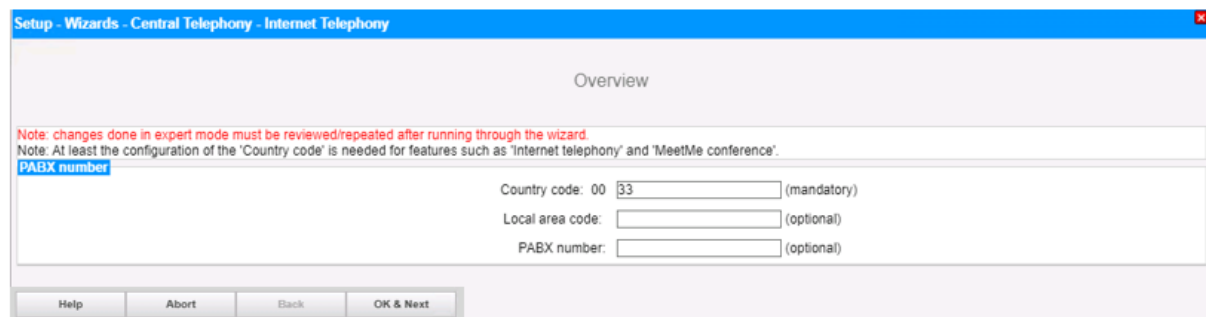 Setup - Wizards - Central Telephony - Internet Telephony
Overview
Note: changes done in expert mode must be reviewed/repeated after running through the wizard.
Note: At least the configuration of the 'Country code' is needed for features such as 'Internet telephony' and 'MeetMe conference'.
PABX number
Country code: 00 33 (mandatory)
Local area code: (optional)
PABX number: (optional)
Help Abort Back OK & Next